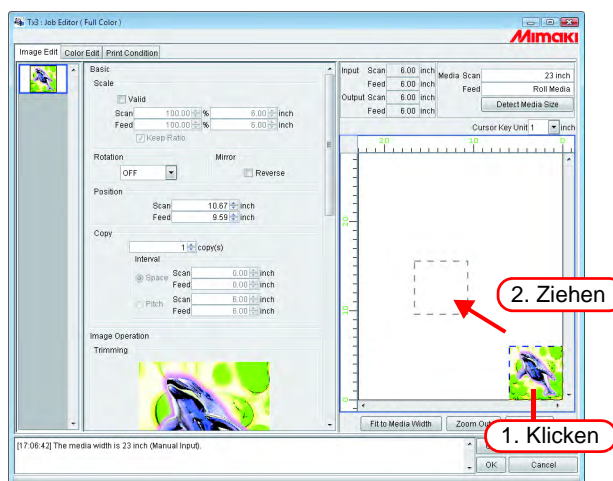 Tx3 : Job Editor ( Full Color )
Mimaki
Image Edit Color Edit Print Condition
Basic
Scale
Valid
Scan 100.00 % 6.00 inch
Feed 100.00 % 6.00 inch
Keep Ratio
Rotation Mirror
OFF Reverse
Position
Scan 10.67 inch
Feed 9.59 inch
Copy
1 copy(s)
Interval
Space Scan 0.00 inch
Feed 0.00 inch
Pitch Scan 6.00 inch
Feed 6.00 inch
Image Operation
Trimming
Input Scan 6.00 inch
Feed 6.00 inch
Output Scan 6.00 inch
Feed 6.00 inch
Media Scan 23 inch
Feed Roll Media
Detect Media Size
Cursor Key Unit 1 inch
20 10 0
20
10
0
2. Ziehen
1. Klicken
Fit to Media Width Zoom Out
[17:06:42] The media width is 23 inch (Manual Input).
OK Cancel